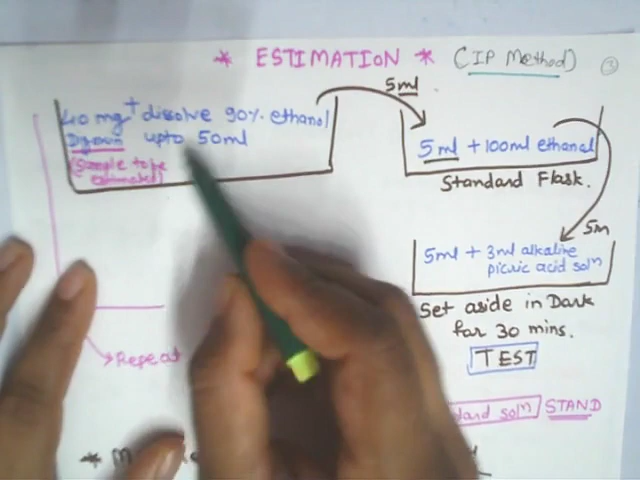 * ESTIMATION * (IP Method) 3
5ml
40 mg + dissolve 90% ethanol
upto 50ml
(Sample to be
estimated)
5ml + 100ml ethanol
Standard Flask.
5m
5ml + 3ml alkaline
picric acid solⁿ
Set aside in Dark
for 30 mins.
TEST
Repeat
dard solⁿ STAND
* M